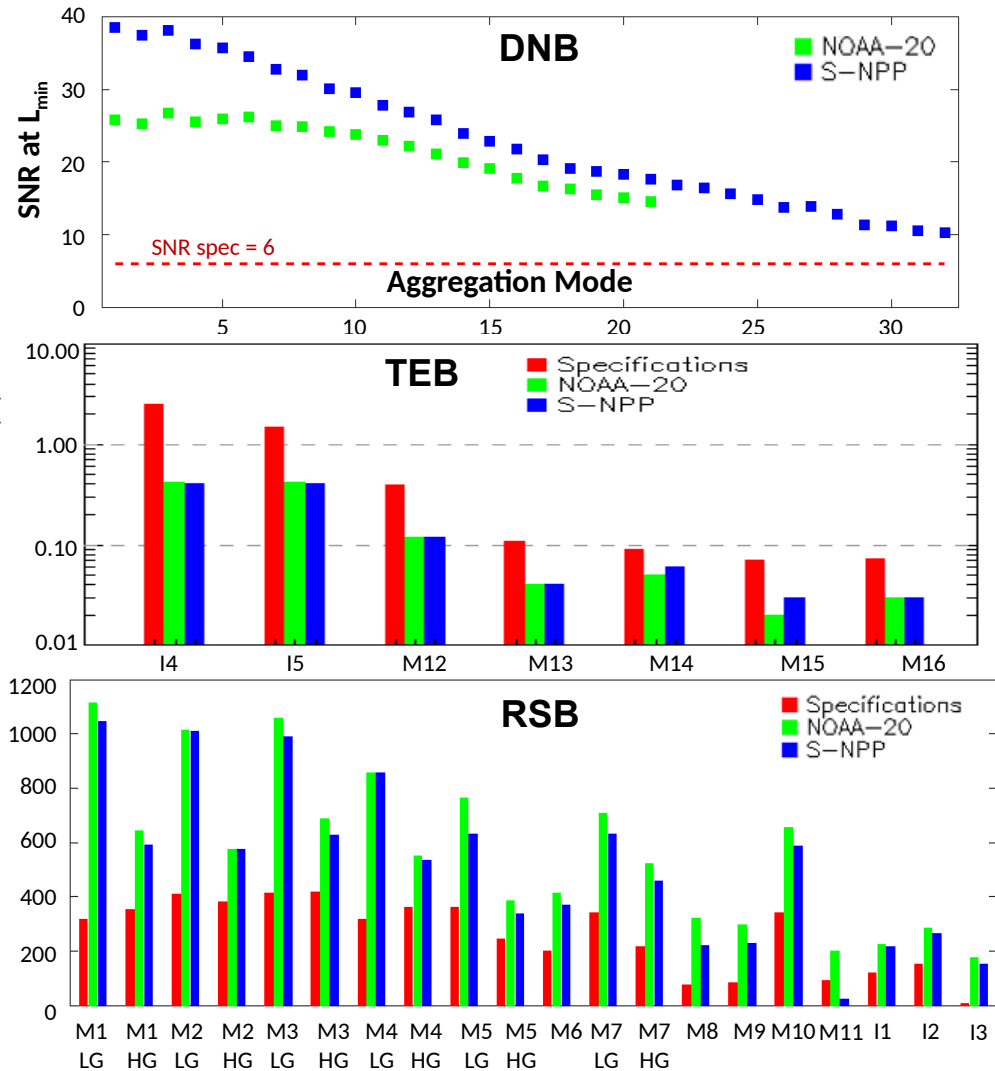 40
DNB
NOAA-20
S-NPP
30
SNR at Lmin
20
10
SNR spec = 6
Aggregation Mode
0
5 10 15 20 25 30
10.00
TEB
Specifications
NOAA-20
S-NPP
1.00
0.10
0.01
I4 I5 M12 M13 M14 M15 M16
1200
RSB
Specifications
NOAA-20
S-NPP
1000
800
600
400
200
0
M1 M1 M2 M2 M3 M3 M4 M4 M5 M5 M6 M7 M7 M8 M9 M10 M11 I1 I2 I3
LG HG LG HG LG HG LG HG LG HG LG HG